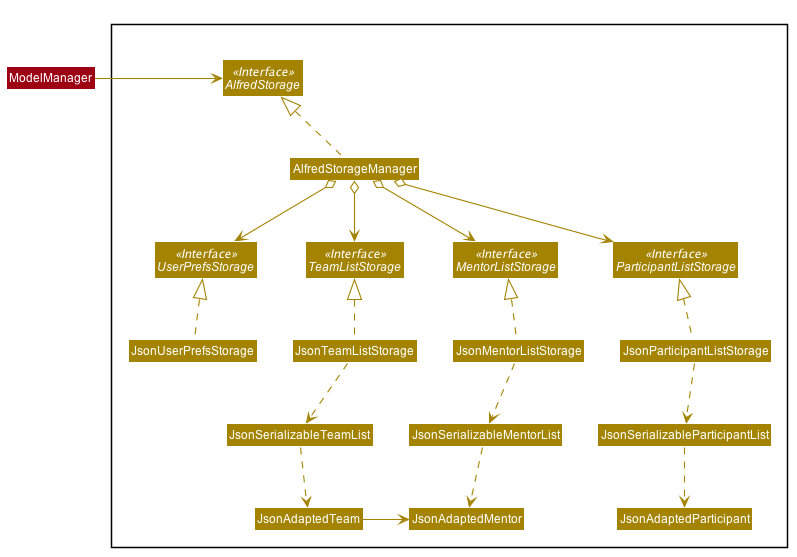 «Interface»
AlfredStorage
ModelManager
AlfredStorageManager
«Interface»
UserPrefsStorage
«Interface»
TeamListStorage
«Interface»
MentorListStorage
«Interface»
ParticipantListStorage
JsonUserPrefsStorage
JsonTeamListStorage
JsonMentorListStorage
JsonParticipantListStorage
JsonSerializableTeamList
JsonSerializableMentorList
JsonSerializableParticipantList
JsonAdaptedTeam
JsonAdaptedMentor
JsonAdaptedParticipant